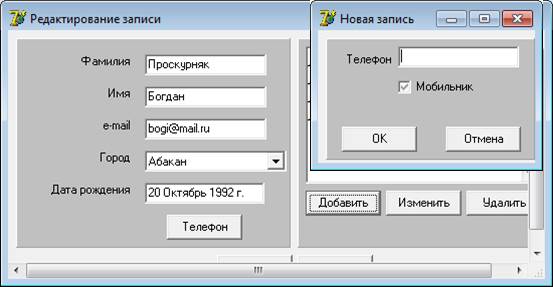 Редактирование записи
Фамилия Проскурняк
Имя Богдан
e-mail bogi@mail.ru
Город Абакан
Дата рождения 20 Октябрь 1992 г.
Телефон
Новая запись
Телефон
Мобильник
OK Отмена
Добавить Изменить Удалить